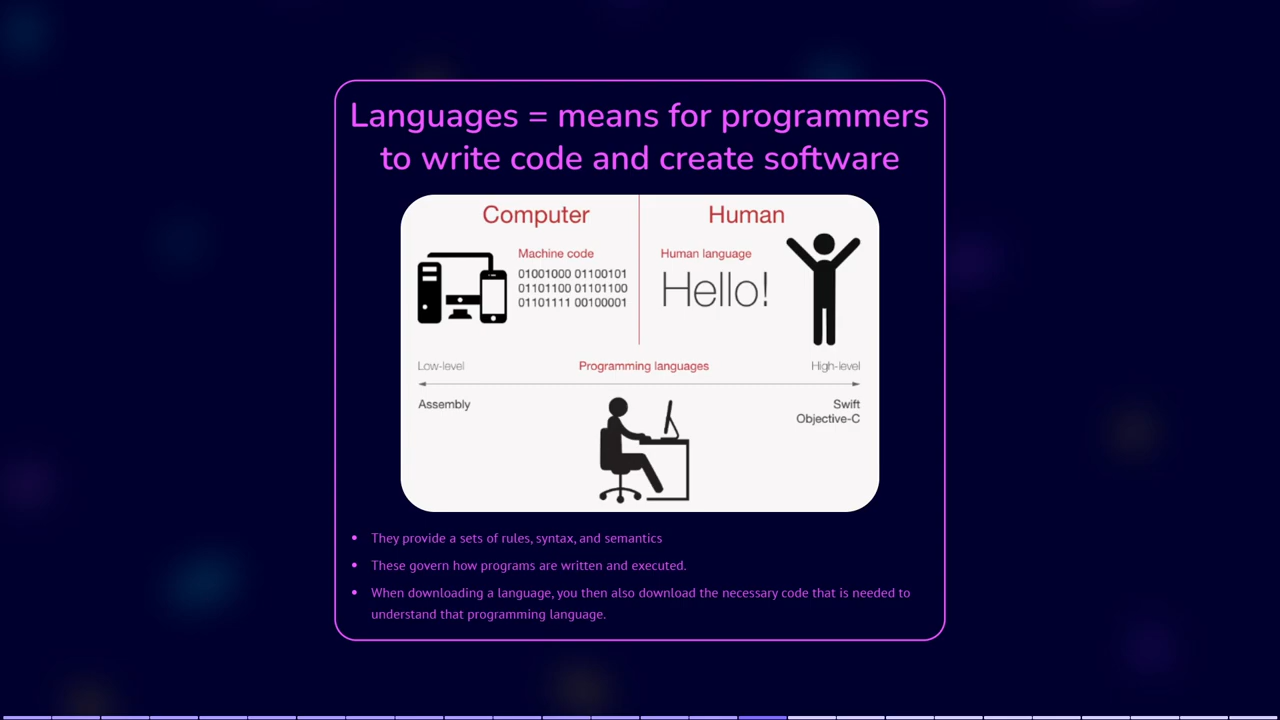 Languages = means for programmers
to write code and create software
Computer
Human
Machine code
01001000 01100101
01101100 01101100
01101111 00100001
Human language
Hello!
Low-level
Programming languages
High-level
Assembly
Swift
Objective-C
• They provide a sets of rules, syntax, and semantics
• These govern how programs are written and executed.
• When downloading a language, you then also download the necessary code that is needed to
understand that programming language.